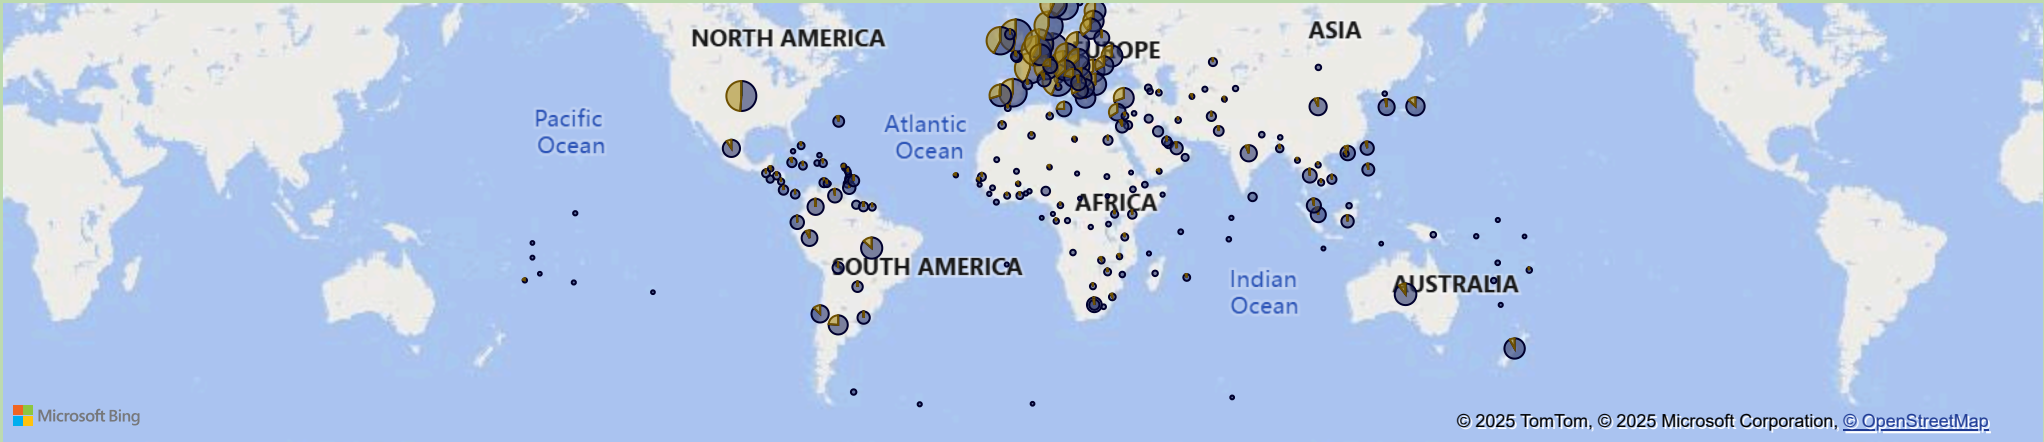 NORTH AMERICA
ASIA
EUROPE
Pacific
Ocean
Atlantic
Ocean
AFRICA
SOUTH AMERICA
Indian
Ocean
AUSTRALIA
Microsoft Bing
© 2025 TomTom, © 2025 Microsoft Corporation, © OpenStreetMap